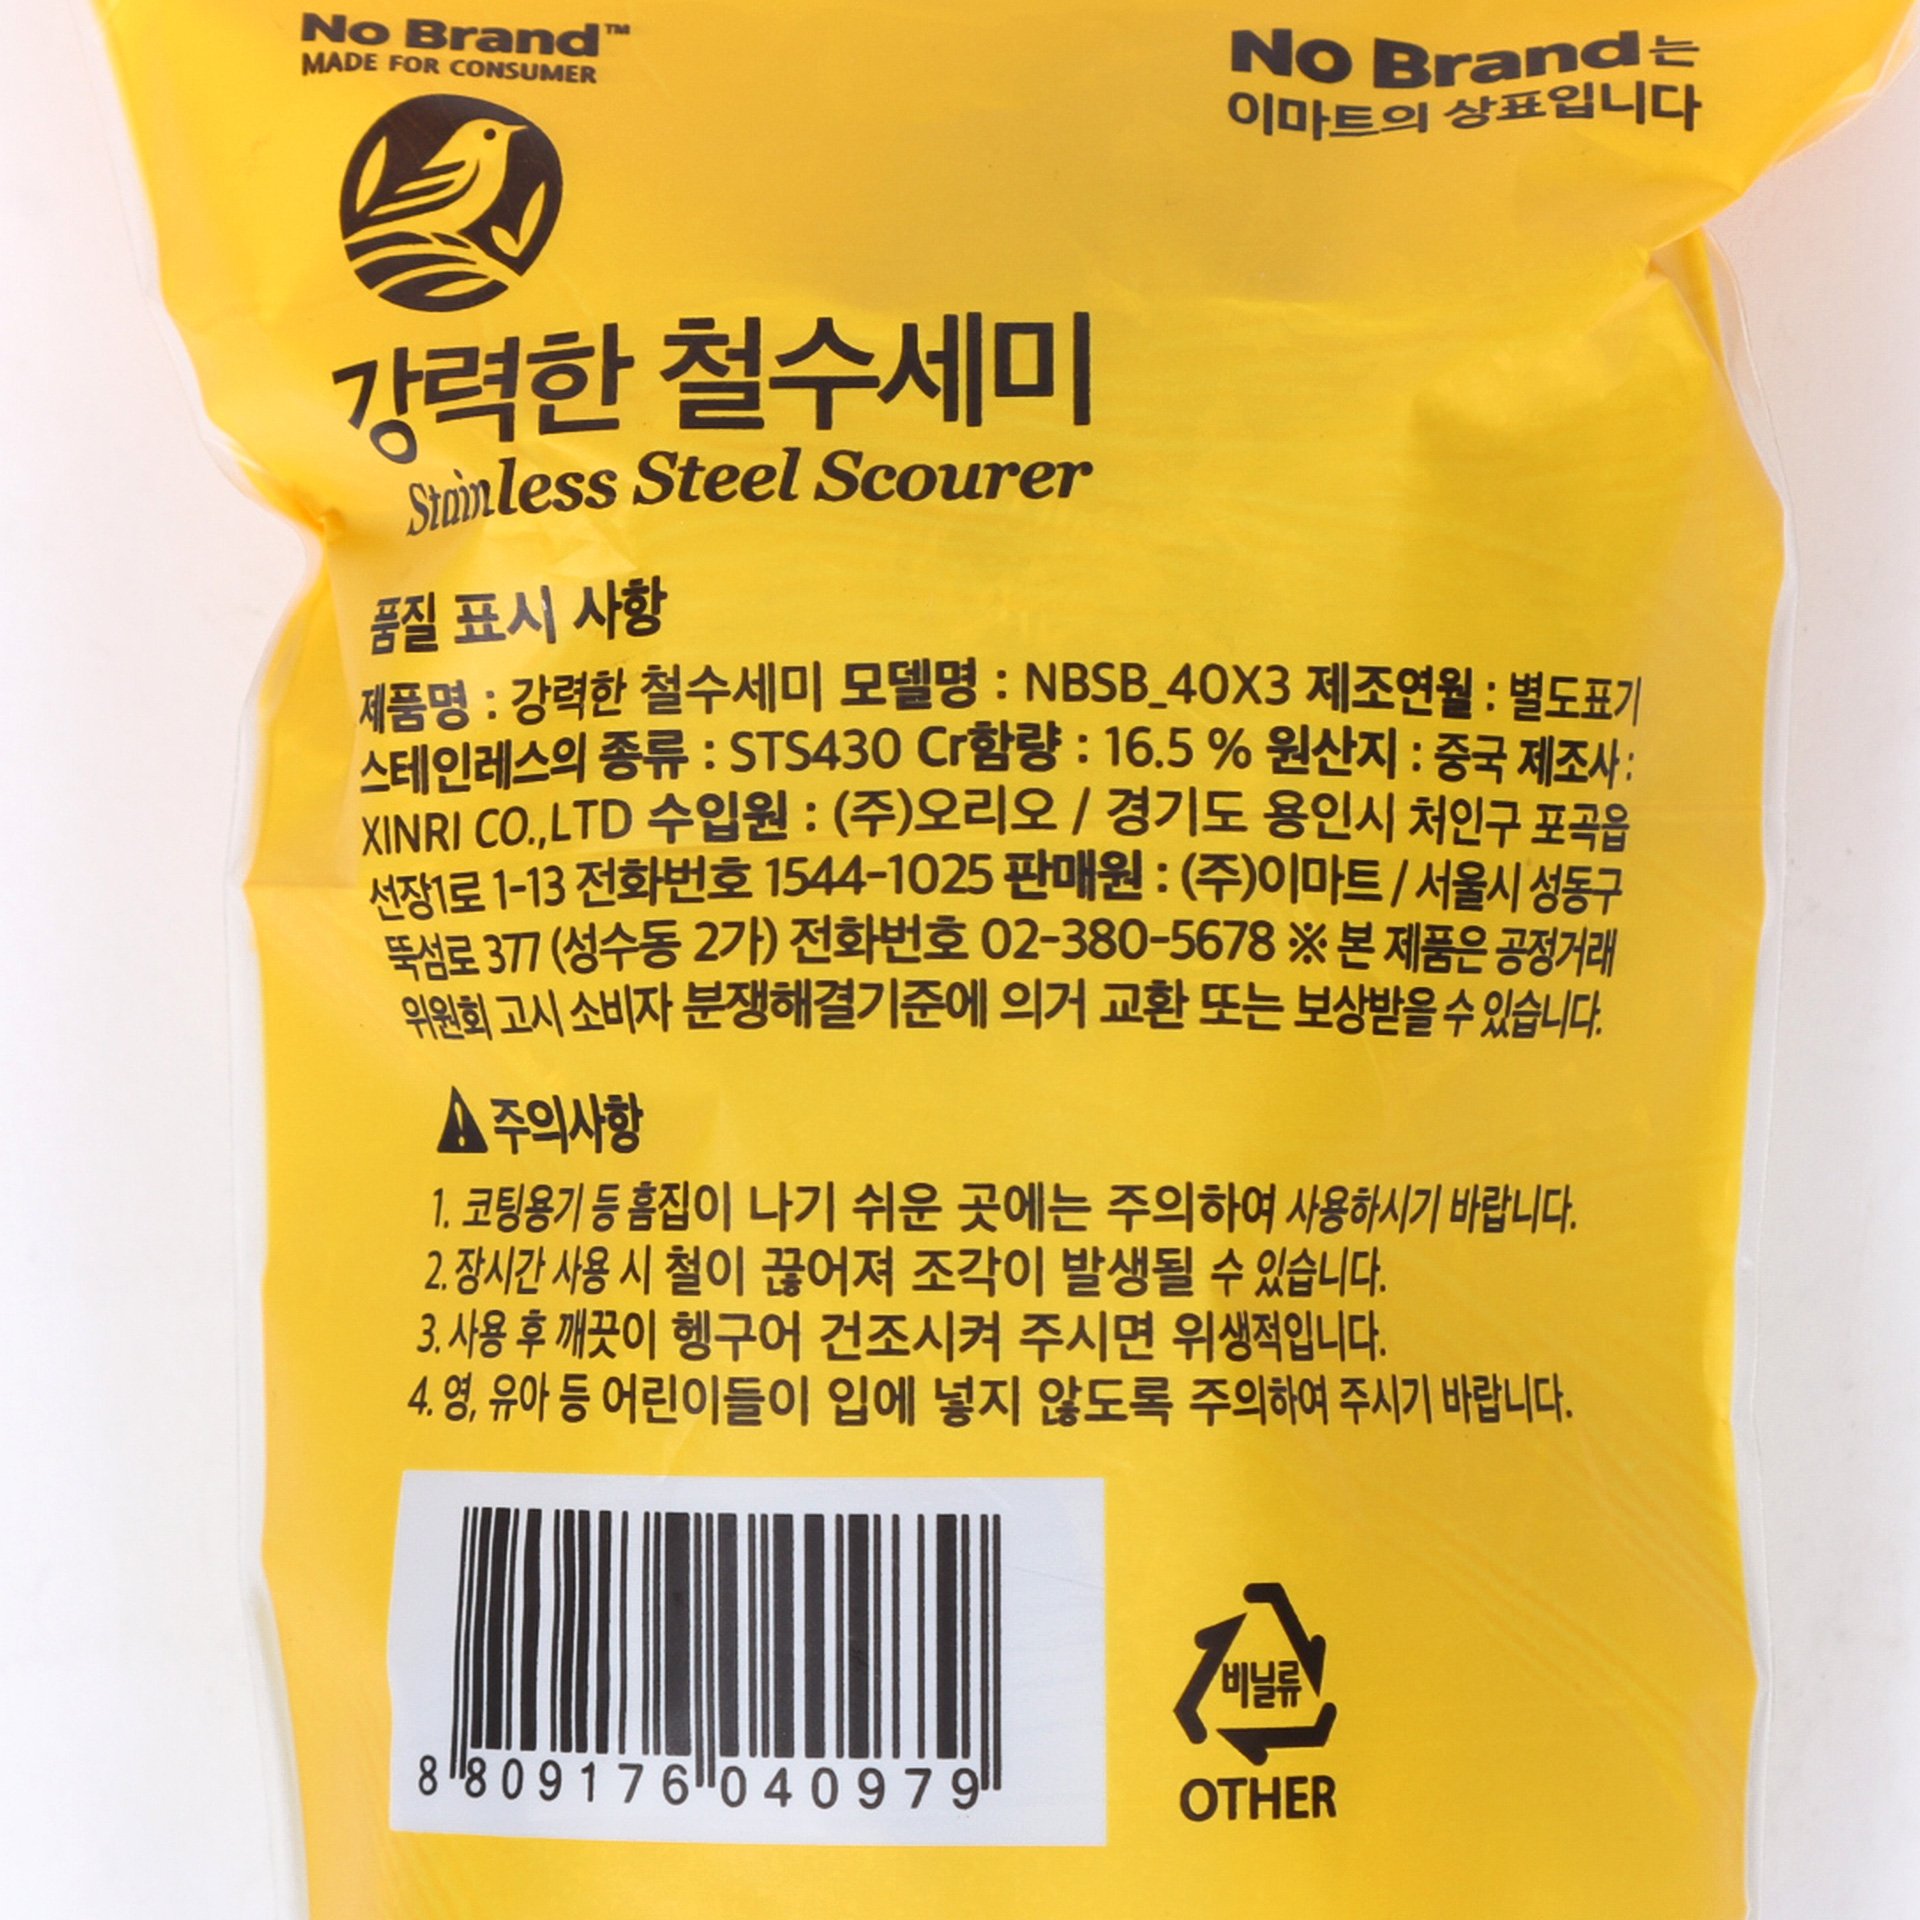 No Brand™
MADE FOR CONSUMER
No Brand는
이마트의 상표입니다
강력한 철수세미
Stainless Steel Scourer
품질 표시 사항
제품명 : 강력한 철수세미 모델명 : NBSB_40X3 제조연월 : 별도표기
스테인레스의 종류 : STS430 Cr함량 : 16.5 % 원산지 : 중국 제조사 :
XINRI CO.,LTD 수입원 : (주)오리오 / 경기도 용인시 처인구 포곡읍
선장1로 1-13 전화번호 1544-1025 판매원 : (주)이마트 / 서울시 성동구
뚝섬로 377 (성수동 2가) 전화번호 02-380-5678 ※ 본 제품은 공정거래
위원회 고시 소비자 분쟁해결기준에 의거 교환 또는 보상받을 수 있습니다.
주의사항
1. 코팅용기 등 흠집이 나기 쉬운 곳에는 주의하여 사용하시기 바랍니다.
2. 장시간 사용 시 철이 끊어져 조각이 발생될 수 있습니다.
3. 사용 후 깨끗이 헹구어 건조시켜 주시면 위생적입니다.
4. 영, 유아 등 어린이들이 입에 넣지 않도록 주의하여 주시기 바랍니다.
8 809176 040979
비닐류
OTHER